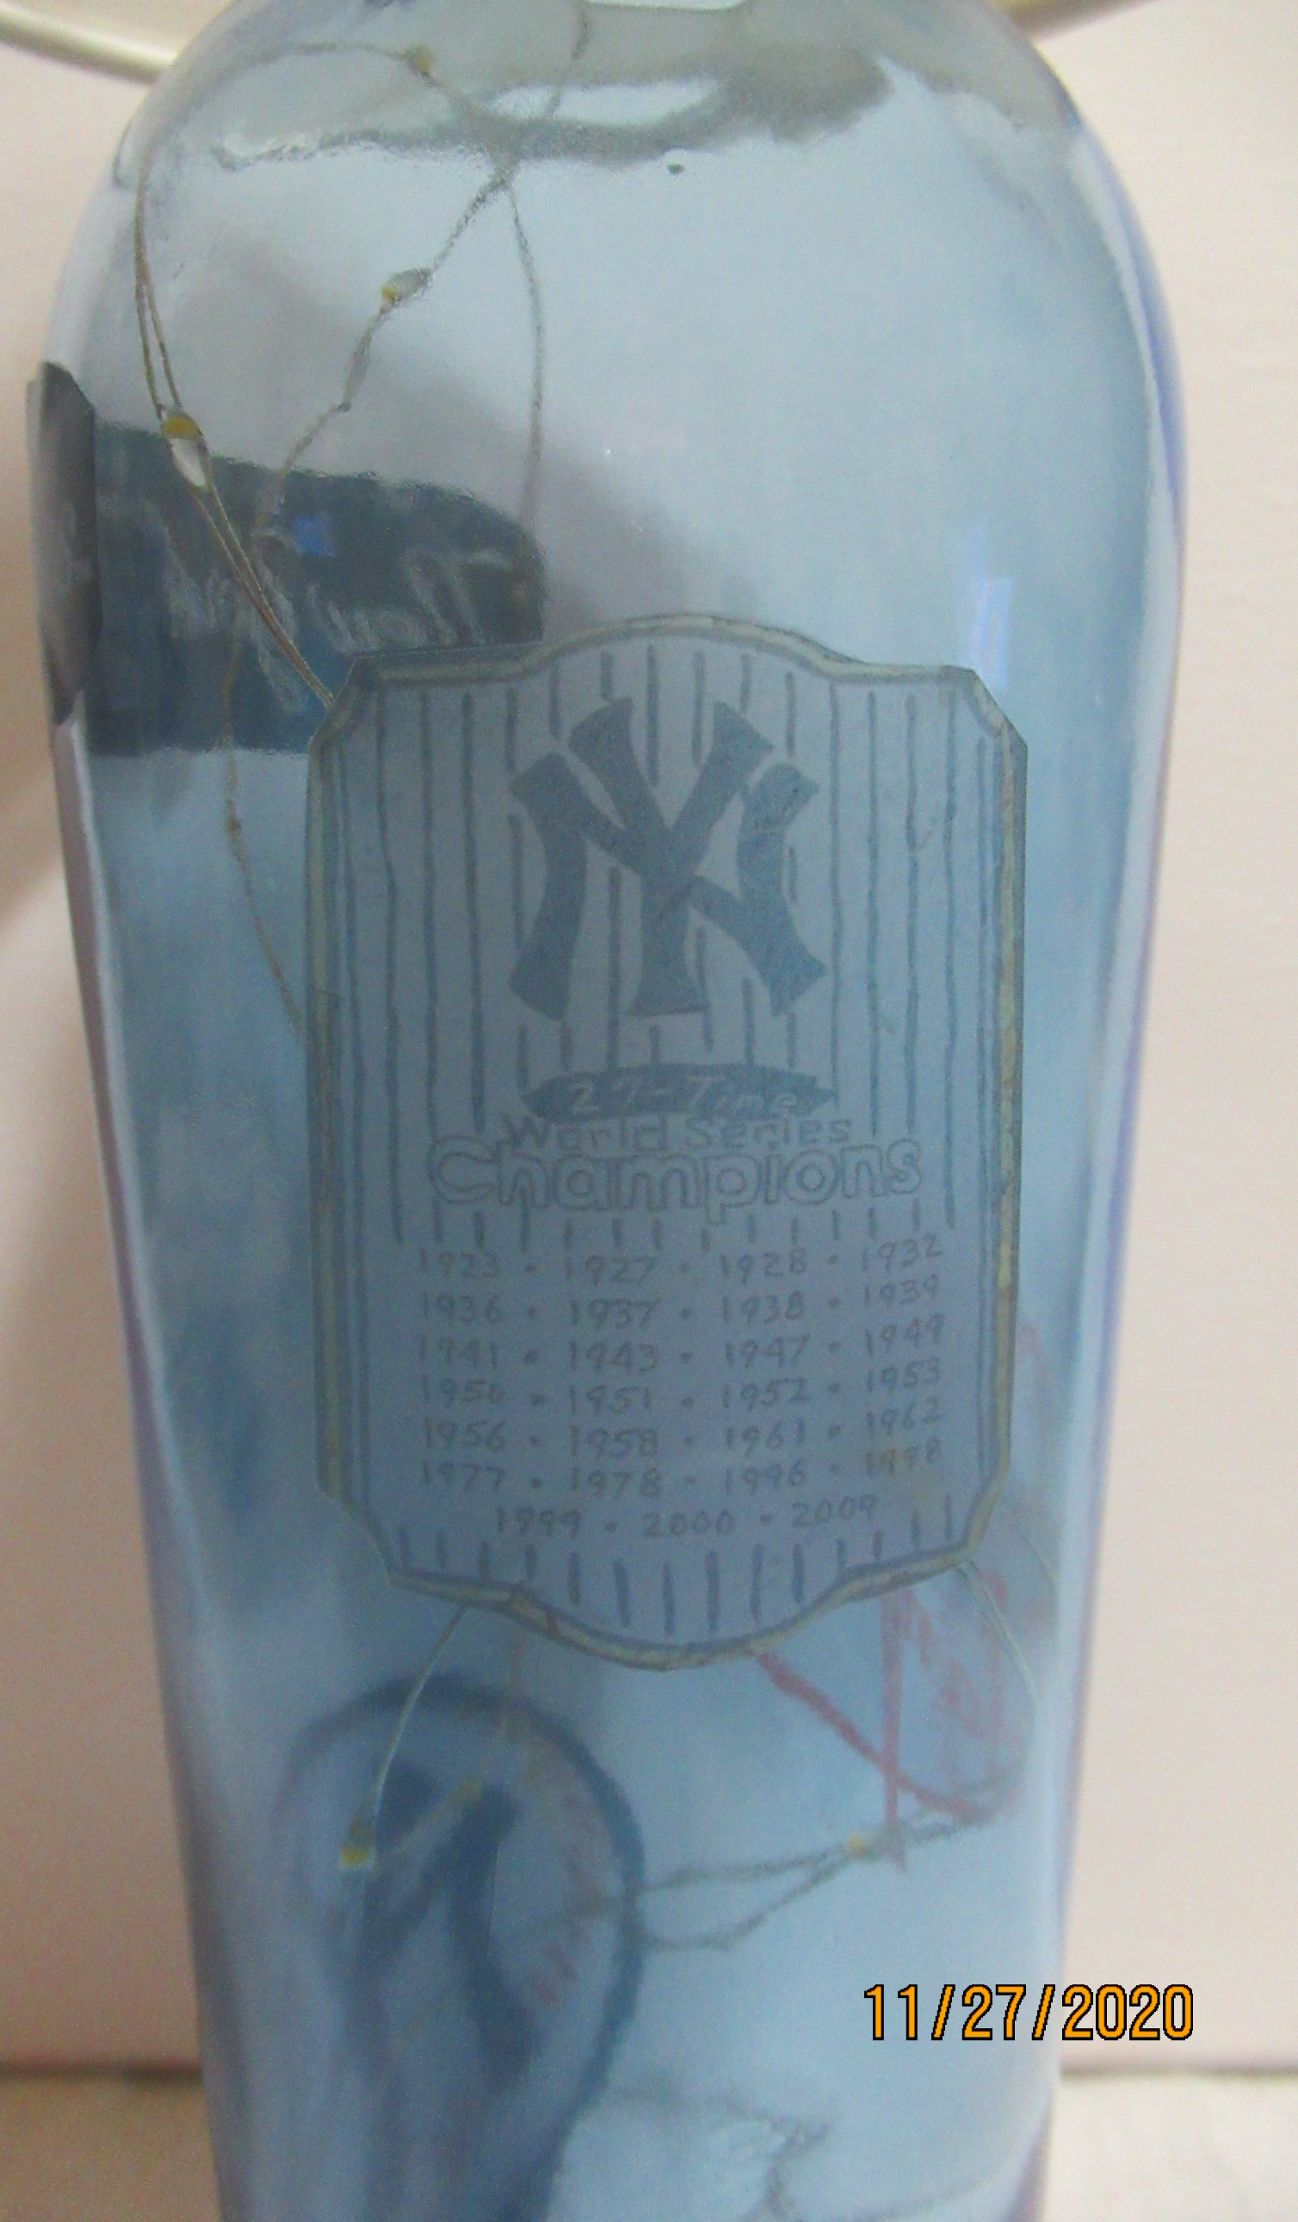 NY
27-Time
World Series
Champions
1923 • 1927 • 1928 • 1932
1936 • 1937 • 1938 • 1939
1941 • 1943 • 1947 • 1949
1950 • 1951 • 1952 • 1953
1956 • 1958 • 1961 • 1962
1977 • 1978 • 1996 • 1998
1999 • 2000 • 2009
11/27/2020